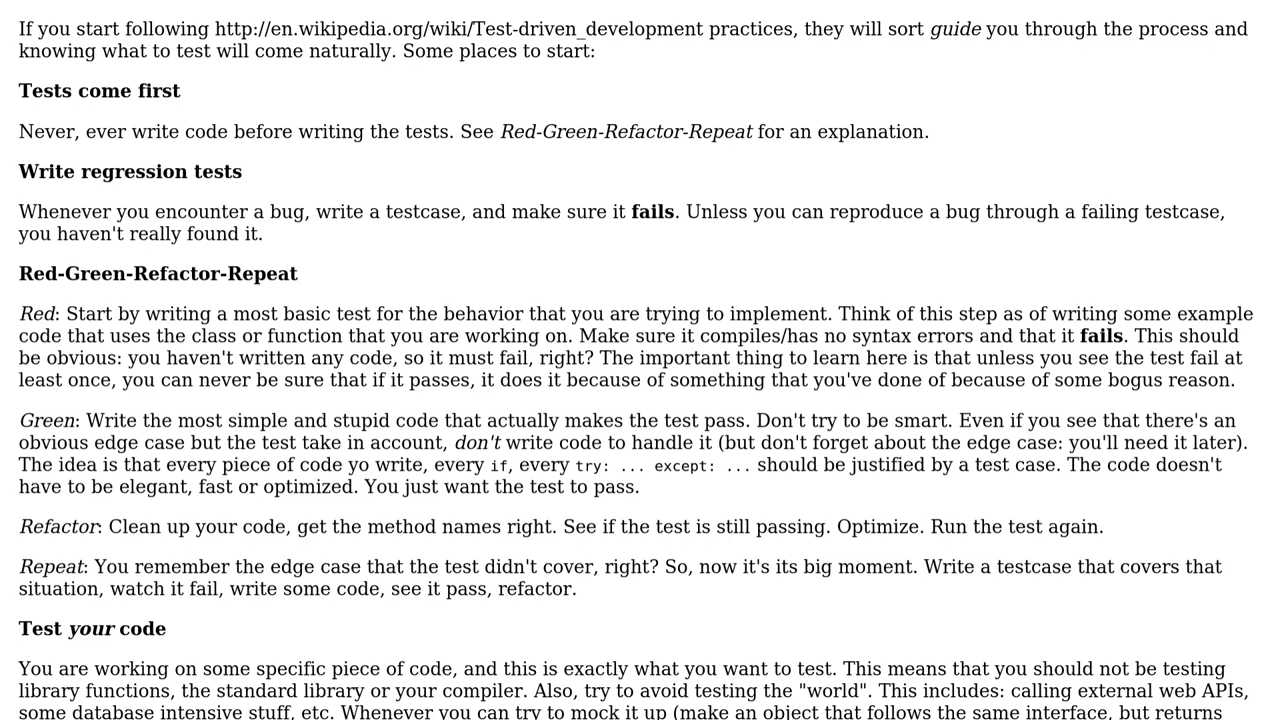 If you start following http://en.wikipedia.org/wiki/Test-driven_development practices, they will sort guide you through the process and
knowing what to test will come naturally. Some places to start:
Tests come first
Never, ever write code before writing the tests. See Red-Green-Refactor-Repeat for an explanation.
Write regression tests
Whenever you encounter a bug, write a testcase, and make sure it fails. Unless you can reproduce a bug through a failing testcase,
you haven't really found it.
Red-Green-Refactor-Repeat
Red: Start by writing a most basic test for the behavior that you are trying to implement. Think of this step as of writing some example
code that uses the class or function that you are working on. Make sure it compiles/has no syntax errors and that it fails. This should
be obvious: you haven't written any code, so it must fail, right? The important thing to learn here is that unless you see the test fail at
least once, you can never be sure that if it passes, it does it because of something that you've done of because of some bogus reason.
Green: Write the most simple and stupid code that actually makes the test pass. Don't try to be smart. Even if you see that there's an
obvious edge case but the test take in account, don't write code to handle it (but don't forget about the edge case: you'll need it later).
The idea is that every piece of code yo write, every if, every try: ... except: ... should be justified by a test case. The code doesn't
have to be elegant, fast or optimized. You just want the test to pass.
Refactor: Clean up your code, get the method names right. See if the test is still passing. Optimize. Run the test again.
Repeat: You remember the edge case that the test didn't cover, right? So, now it's its big moment. Write a testcase that covers that
situation, watch it fail, write some code, see it pass, refactor.
Test your code
You are working on some specific piece of code, and this is exactly what you want to test. This means that you should not be testing
library functions, the standard library or your compiler. Also, try to avoid testing the "world". This includes: calling external web APIs,
some database intensive stuff, etc. Whenever you can try to mock it up (make an object that follows the same interface, but returns